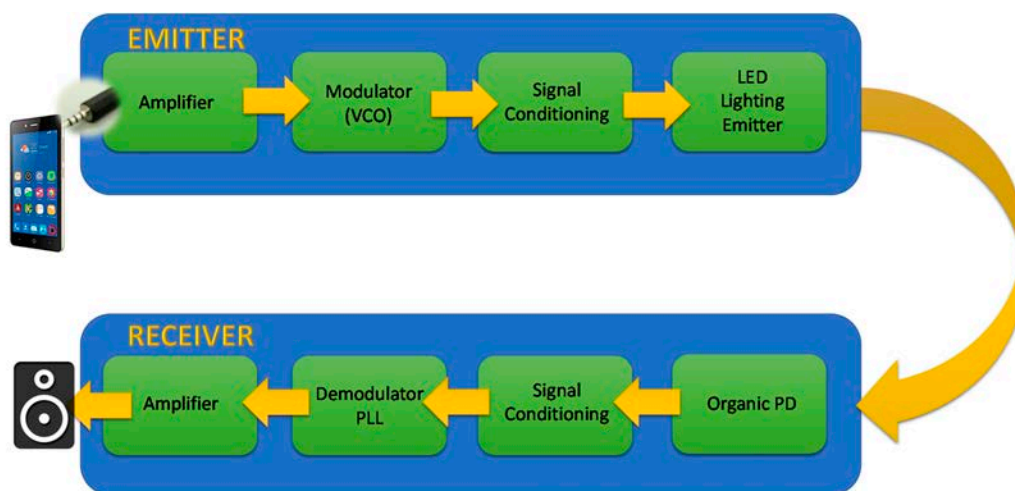 EMITTER
Amplifier
Modulator
(VCO)
Signal
Conditioning
LED
Lighting
Emitter
RECEIVER
Amplifier
Demodulator
PLL
Signal
Conditioning
Organic PD